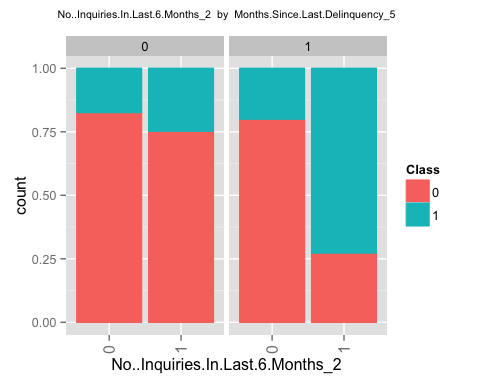 No..Inquiries.In.Last.6.Months_2 by Months.Since.Last.Delinquency_5
0 1
1.00
0.75
0.50
0.25
0.00
count
0 1 0 1
No..Inquiries.In.Last.6.Months_2
Class
0
1